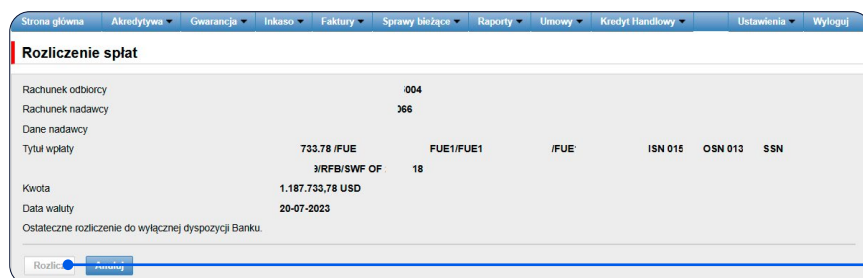 Strona główna Akredytywa Gwarancja Inkaso Faktury Sprawy bieżące Raporty Umowy Kredyt Handlowy Ustawienia Wyloguj
Rozliczenie spłat
Rachunek odbiorcy 004
Rachunek nadawcy 066
Dane nadawcy
Tytuł wpłaty 733.78 /FUE FUE1/FUE1 /FUE ISN 015 OSN 013 SSN
/RFB/SWF OF 18
Kwota 1.187.733,78 USD
Data waluty 20-07-2023
Ostateczne rozliczenie do wyłącznej dyspozycji Banku.
Anuluj